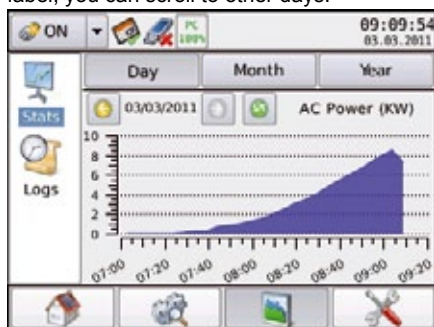 label, you can scroll to other days.
ON
PC
100%
09:09:54
03.03.2011
Day Month Year
Stats
03/03/2011
AC Power (KW)
Logs
10
8
6
4
2
0
07:00 07:20 07:40 08:00 08:20 08:40 09:00 09:20